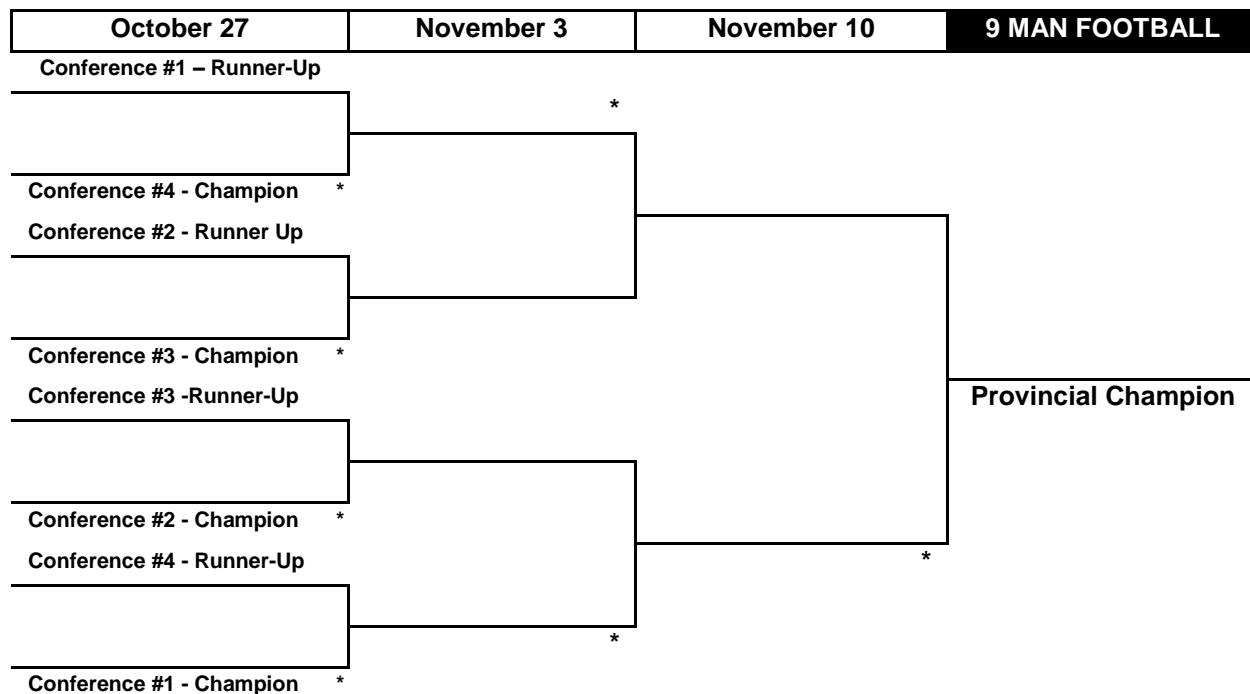 October 27 November 3 November 10 9 MAN FOOTBALL
Conference #1 – Runner-Up
*
Conference #4 - Champion *
Conference #2 - Runner Up
Conference #3 - Champion *
Conference #3 -Runner-Up
Provincial Champion
Conference #2 - Champion *
Conference #4 - Runner-Up
*
*
Conference #1 - Champion *